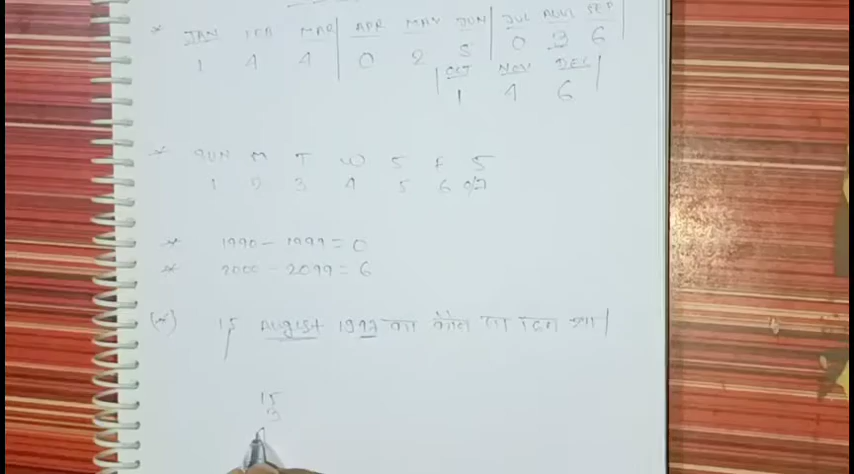 * JAN FEB MAR APR MAY JUN JUL AUG SEP
1 4 4 0 2 5 0 3 6
OCT NOV DEC
1 4 6
* SUN M T W S F S
1 2 3 4 5 6 0/7
* 1990 - 1999 = 0
* 2000 - 2099 = 6
(*) 15 August 1997 का कौन सा दिन था|
15
3